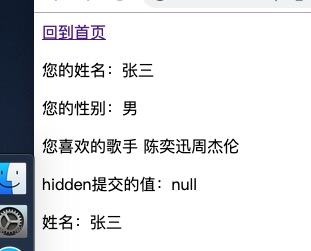 回到首页
您的姓名：张三
您的性别：男
您喜欢的歌手 陈奕迅周杰伦
hidden提交的值：null
姓名：张三